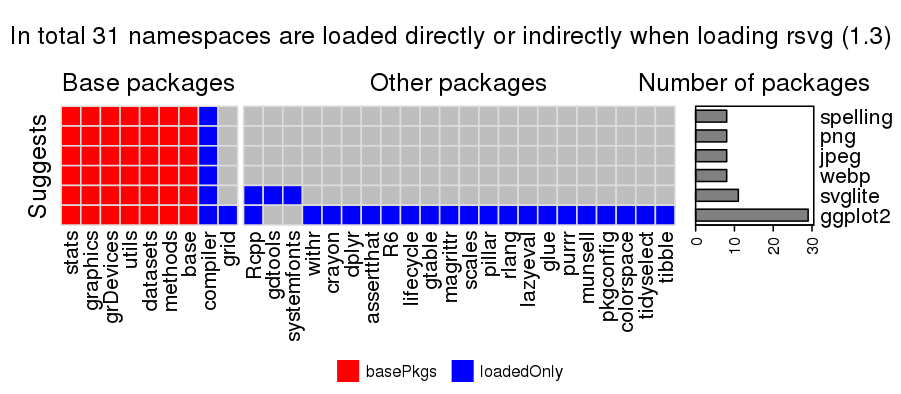 In total 31 namespaces are loaded directly or indirectly when loading rsvg (1.3)
Base packages
Other packages
Number of packages
Suggests
spelling
png
jpeg
webp
svglite
ggplot2
stats
graphics
grDevices
utils
datasets
methods
base
compiler
grid
Rcpp
gdtools
systemfonts
withr
crayon
dplyr
assertthat
R6
lifecycle
gtable
magrittr
scales
pillar
rlang
lazyeval
glue
purrr
munsell
pkgconfig
colorspace
tidyselect
tibble
0
10
20
30
basePkgs
loadedOnly